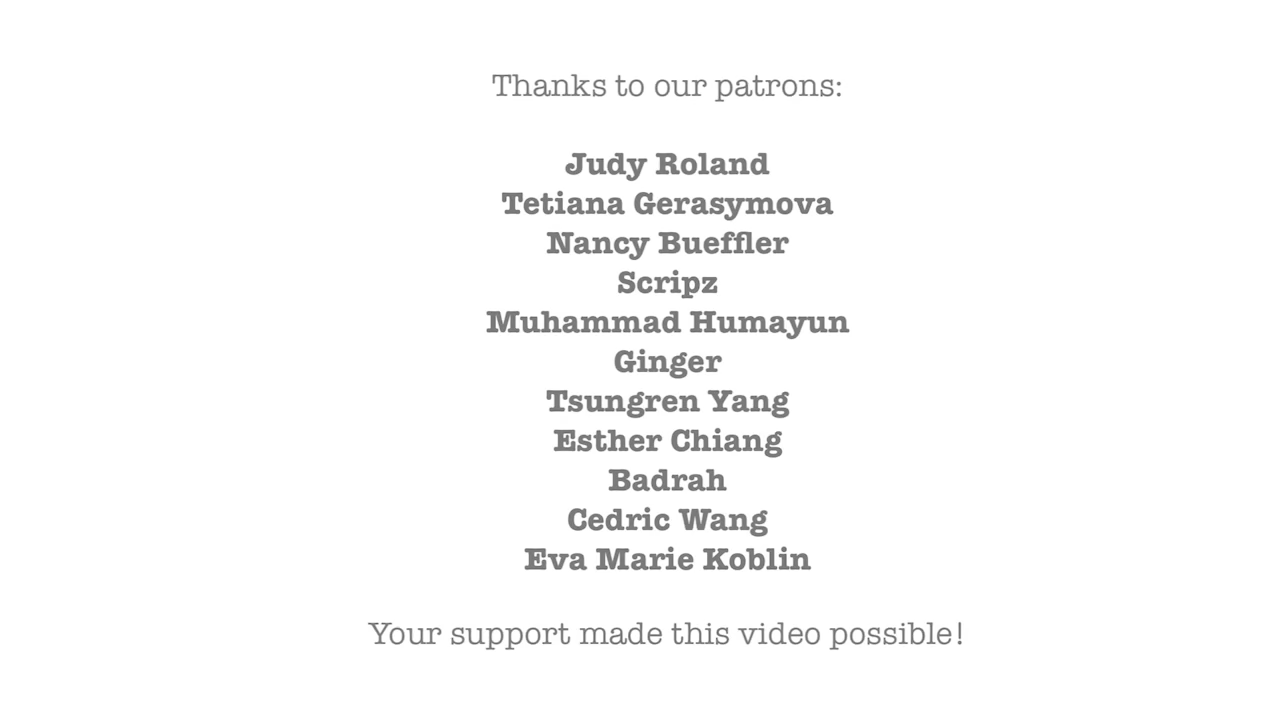 Thanks to our patrons:
Judy Roland
Tetiana Gerasymova
Nancy Bueffler
Scripz
Muhammad Humayun
Ginger
Tsungren Yang
Esther Chiang
Badrah
Cedric Wang
Eva Marie Koblin
Your support made this video possible!